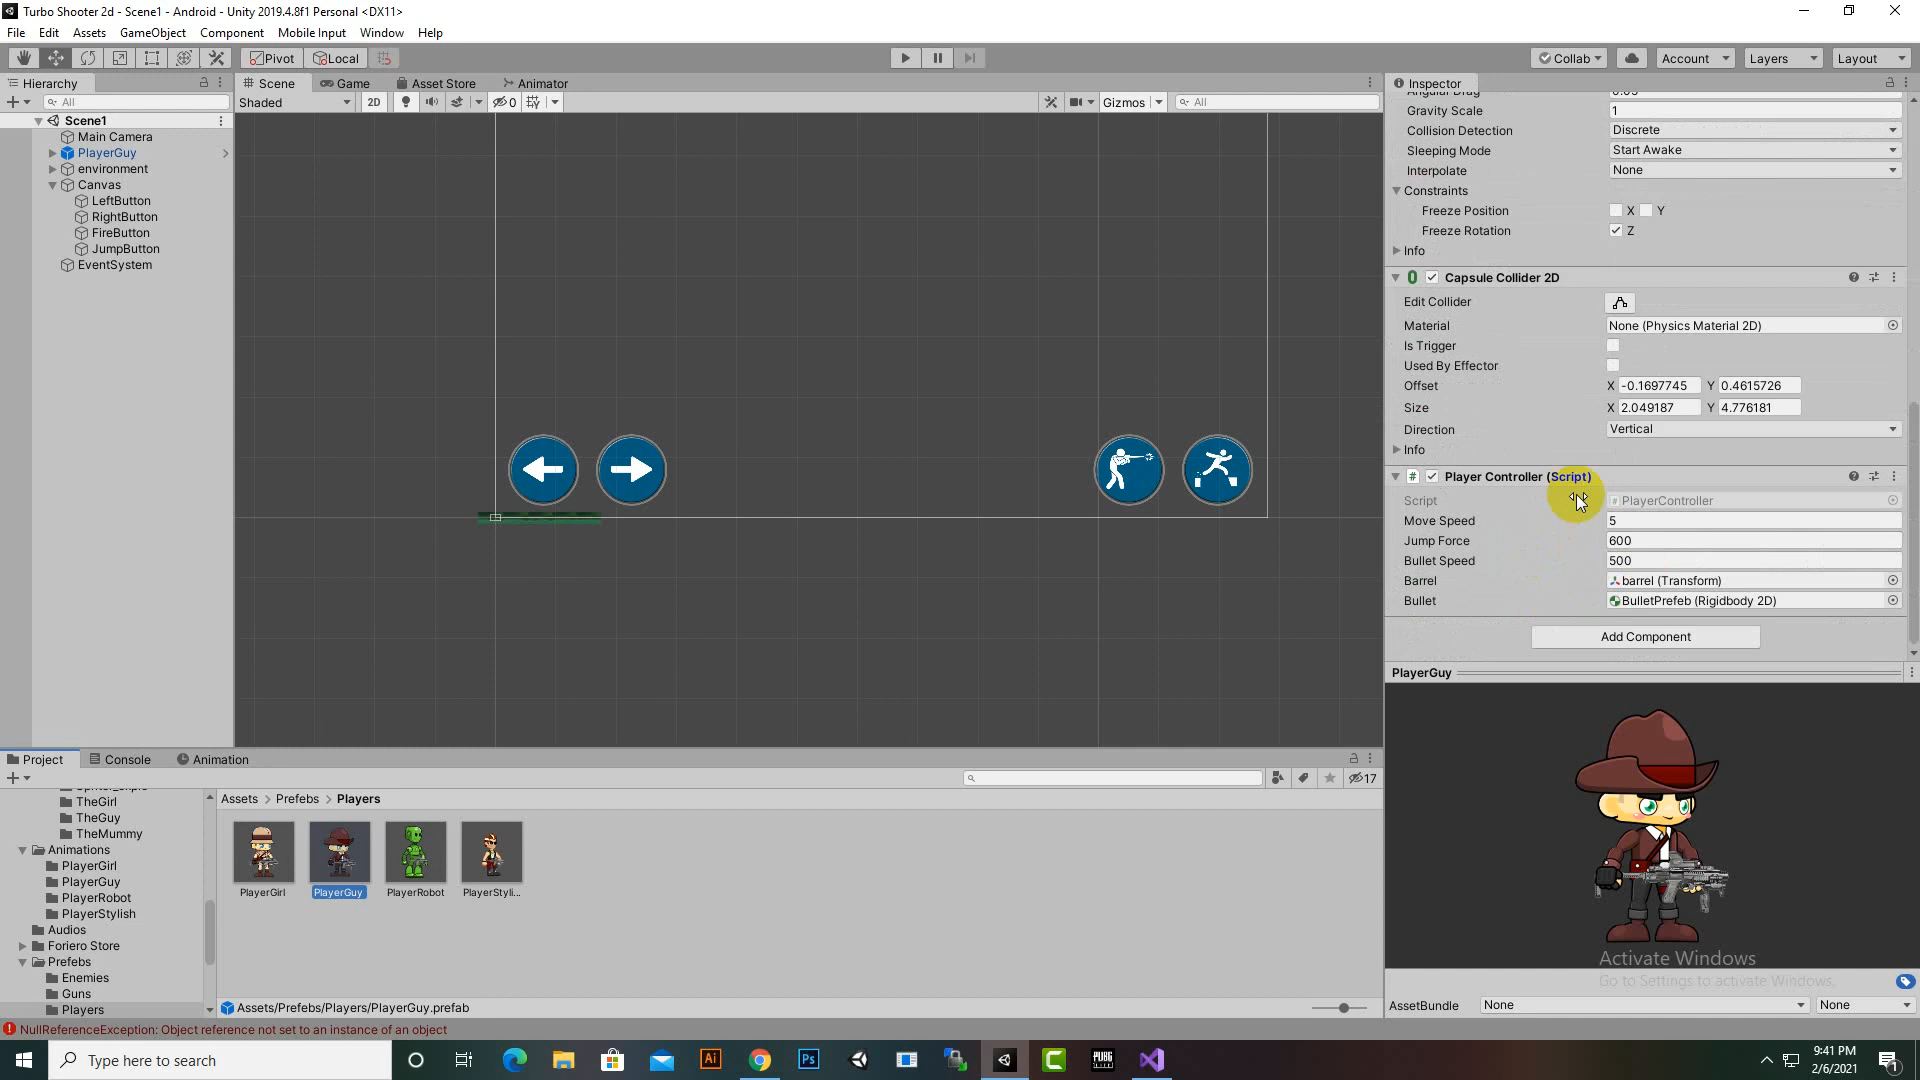 Turbo Shooter 2d - Scene1 - Android - Unity 2019.4.8f1 Personal <DX11>
File Edit Assets GameObject Component Mobile Input Window Help
Pivot Local Collab Account Layers Layout
Hierarchy
All
Scene1
Main Camera
PlayerGuy
environment
Canvas
LeftButton
RightButton
FireButton
JumpButton
EventSystem
Scene Game Asset Store Animator
Shaded 2D 0 Gizmos All
Inspector
Gravity Scale 1
Collision Detection Discrete
Sleeping Mode Start Awake
Interpolate None
Constraints
Freeze Position X Y
Freeze Rotation Z
Info
Capsule Collider 2D
Edit Collider
Material None (Physics Material 2D)
Is Trigger
Used By Effector
Offset X -0.1697745 Y 0.4615726
Size X 2.049187 Y 4.776181
Direction Vertical
Info
Player Controller (Script)
Script PlayerController
Move Speed 5
Jump Force 600
Bullet Speed 500
Barrel barrel (Transform)
Bullet BulletPrefeb (Rigidbody 2D)
Add Component
PlayerGuy
Activate Windows
Go to Settings to activate Windows.
AssetBundle None None
Project Console Animation
17
TheGirl
TheGuy
TheMummy
Animations
PlayerGirl
PlayerGuy
PlayerRobot
PlayerStylish
Audios
Foriero Store
Prefebs
Enemies
Guns
Players
Assets > Prefebs > Players
PlayerGirl PlayerGuy PlayerRobot PlayerStyli...
Assets/Prefebs/Players/PlayerGuy.prefab
NullReferenceException: Object reference not set to an instance of an object
Type here to search
Ai
Ps
PUBG
9:41 PM
2/6/2021
1